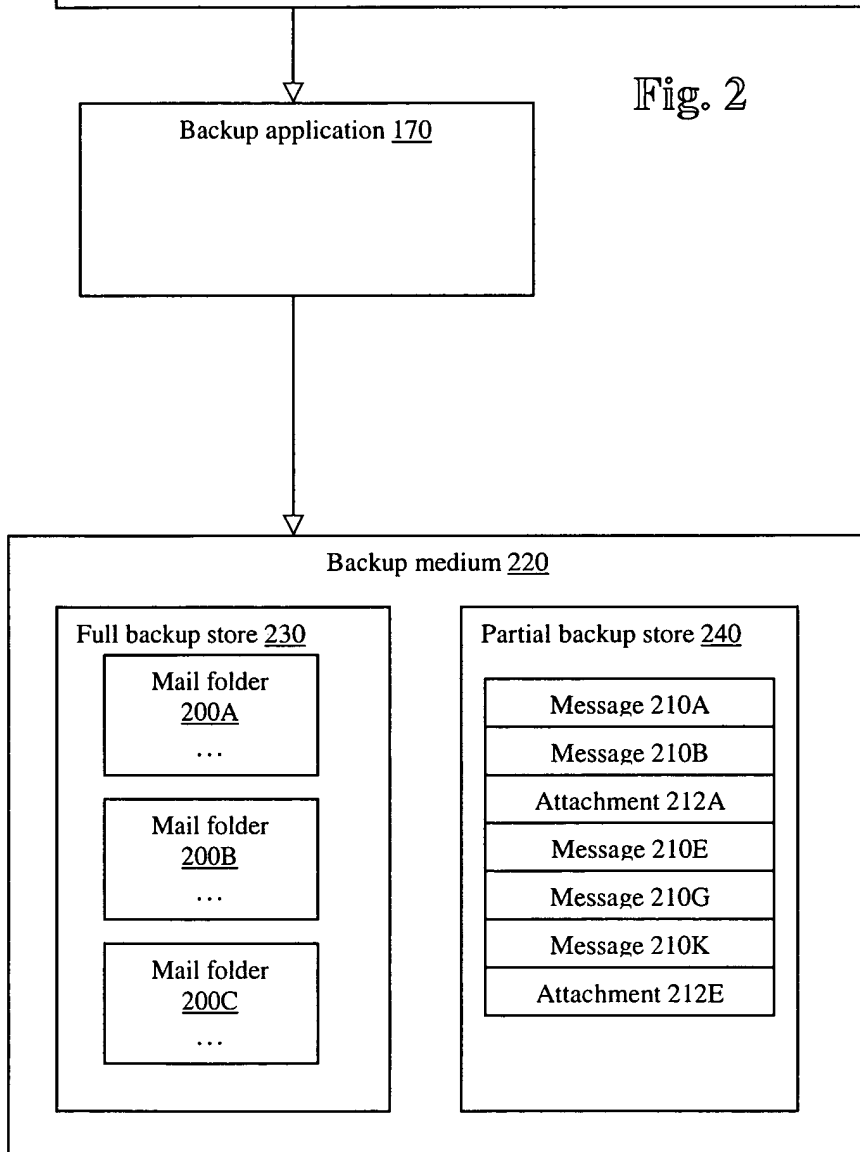 Fig. 2
Backup application 170
Backup medium 220
Full backup store 230
Mail folder
200A
...
Mail folder
200B
...
Mail folder
200C
...
Partial backup store 240
Message 210A
Message 210B
Attachment 212A
Message 210E
Message 210G
Message 210K
Attachment 212E